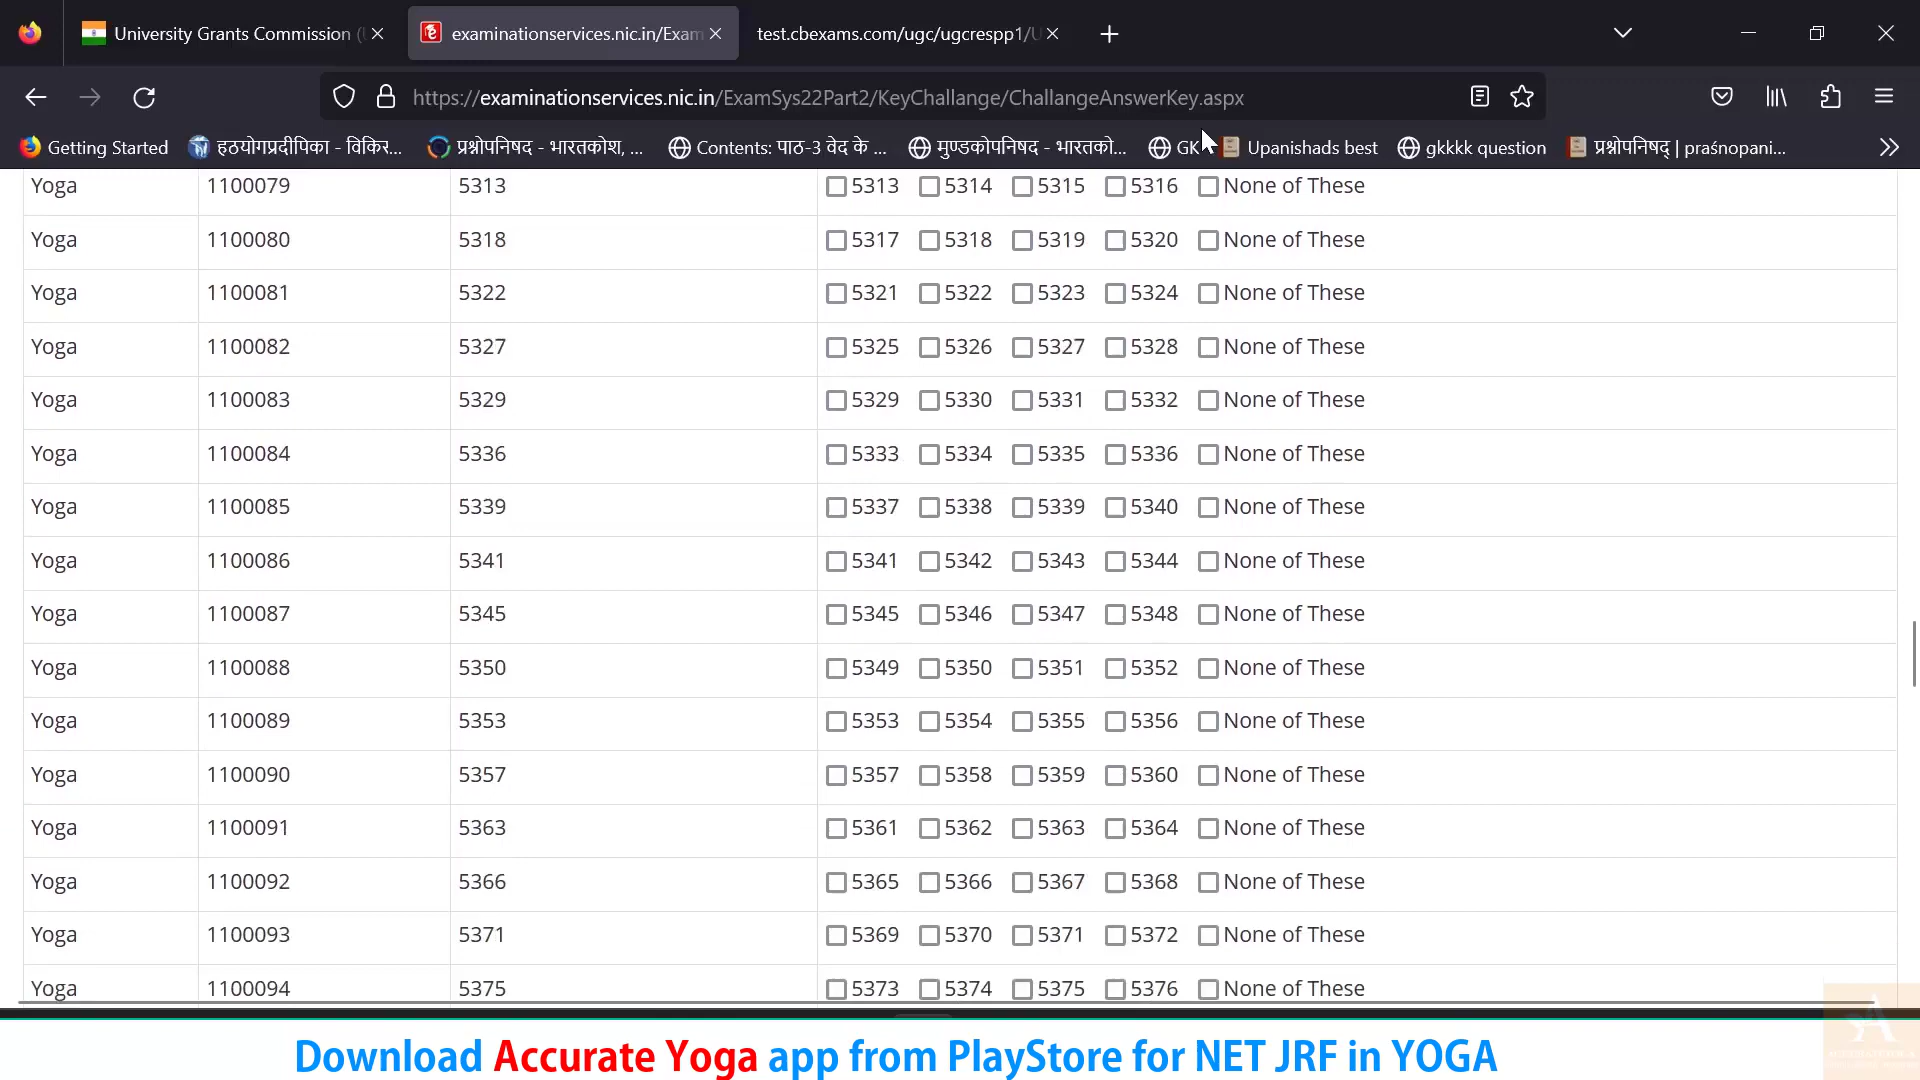 University Grants Commission (
examinationservices.nic.in/Exam
test.cbexams.com/ugc/ugcrespp1/U
https://examinationservices.nic.in/ExamSys22Part2/KeyChallange/ChallangeAnswerKey.aspx
Getting Started हठयोगप्रदीपिका - विकिर... प्रश्नोपनिषद - भारतकोश, ... Contents: पाठ-3 वेद के ... मुण्डकोपनिषद - भारतको... GK Upanishads best gkkkk question प्रश्नोपनिषद् | praśnopani...
Yoga 1100079 5313 5313 5314 5315 5316 None of These
Yoga 1100080 5318 5317 5318 5319 5320 None of These
Yoga 1100081 5322 5321 5322 5323 5324 None of These
Yoga 1100082 5327 5325 5326 5327 5328 None of These
Yoga 1100083 5329 5329 5330 5331 5332 None of These
Yoga 1100084 5336 5333 5334 5335 5336 None of These
Yoga 1100085 5339 5337 5338 5339 5340 None of These
Yoga 1100086 5341 5341 5342 5343 5344 None of These
Yoga 1100087 5345 5345 5346 5347 5348 None of These
Yoga 1100088 5350 5349 5350 5351 5352 None of These
Yoga 1100089 5353 5353 5354 5355 5356 None of These
Yoga 1100090 5357 5357 5358 5359 5360 None of These
Yoga 1100091 5363 5361 5362 5363 5364 None of These
Yoga 1100092 5366 5365 5366 5367 5368 None of These
Yoga 1100093 5371 5369 5370 5371 5372 None of These
Yoga 1100094 5375 5373 5374 5375 5376 None of These
Download Accurate Yoga app from PlayStore for NET JRF in YOGA